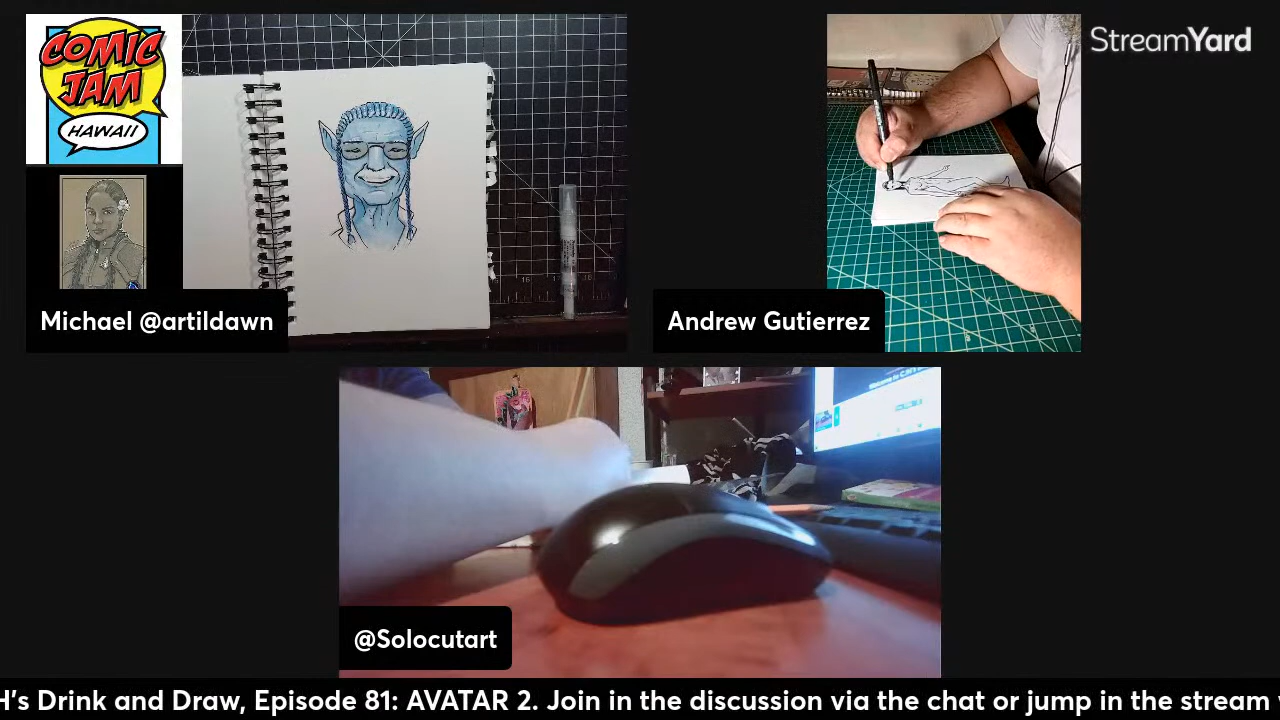 COMIC
JAM
HAWAII
StreamYard
Michael @artildawn
Andrew Gutierrez
@Solocutart
H's Drink and Draw, Episode 81: AVATAR 2. Join in the discussion via the chat or jump in the stream